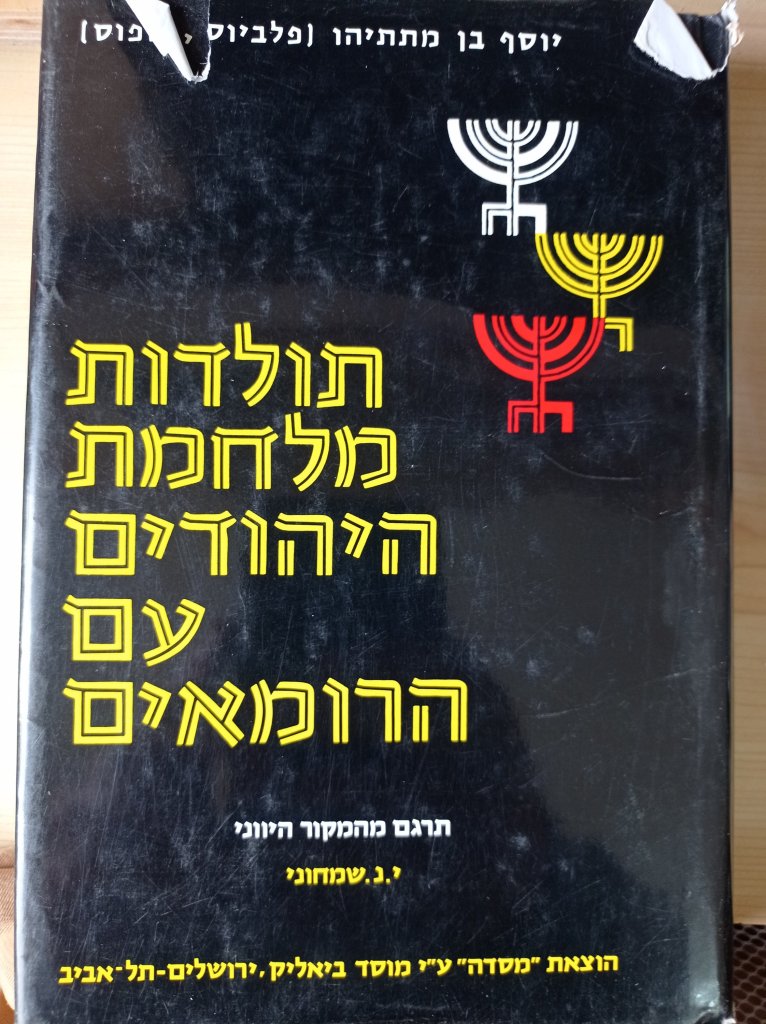 יוסף בן מתתיהו (פלביוס
תולדות
מלחמת
היהודים
עם
הרומאים
תרגם מהמקור היווני
י.נ.שמחוני
הוצאת "מסדה" ע"י מוסד ביאליק, ירושלים-תל-אביב